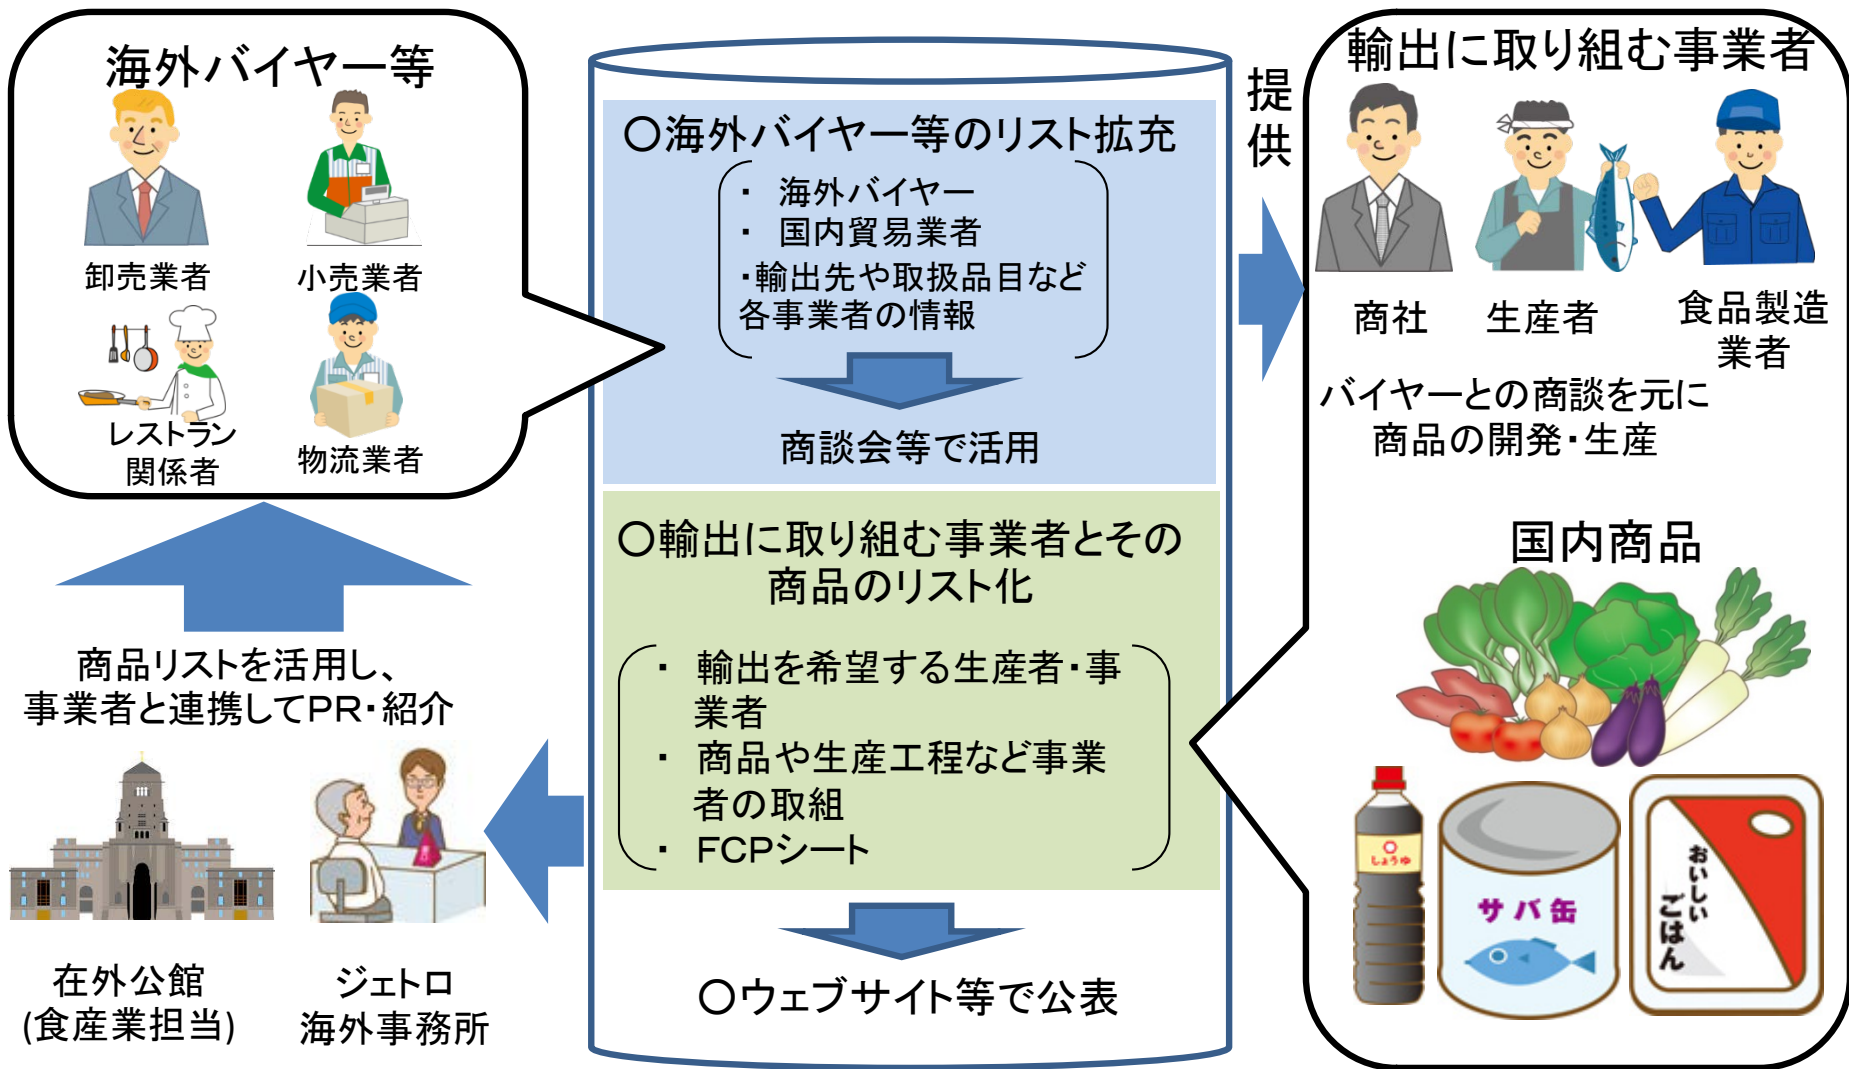 海外バイヤー等
卸売業者
小売業者
レストラン
関係者
物流業者
商品リストを活用し、
事業者と連携してPR・紹介
在外公館
(食産業担当)
ジェトロ
海外事務所
〇海外バイヤー等のリスト拡充
・ 海外バイヤー
・ 国内貿易業者
・輸出先や取扱品目など
各事業者の情報
商談会等で活用
〇輸出に取り組む事業者とその
商品のリスト化
・ 輸出を希望する生産者・事
業者
・ 商品や生産工程など事業
者の取組
・ FCPシート
〇ウェブサイト等で公表
提
供
輸出に取り組む事業者
商社
生産者
食品製造
業者
バイヤーとの商談を元に
商品の開発・生産
国内商品
しょうゆ
サバ缶
おいしい
ごはん